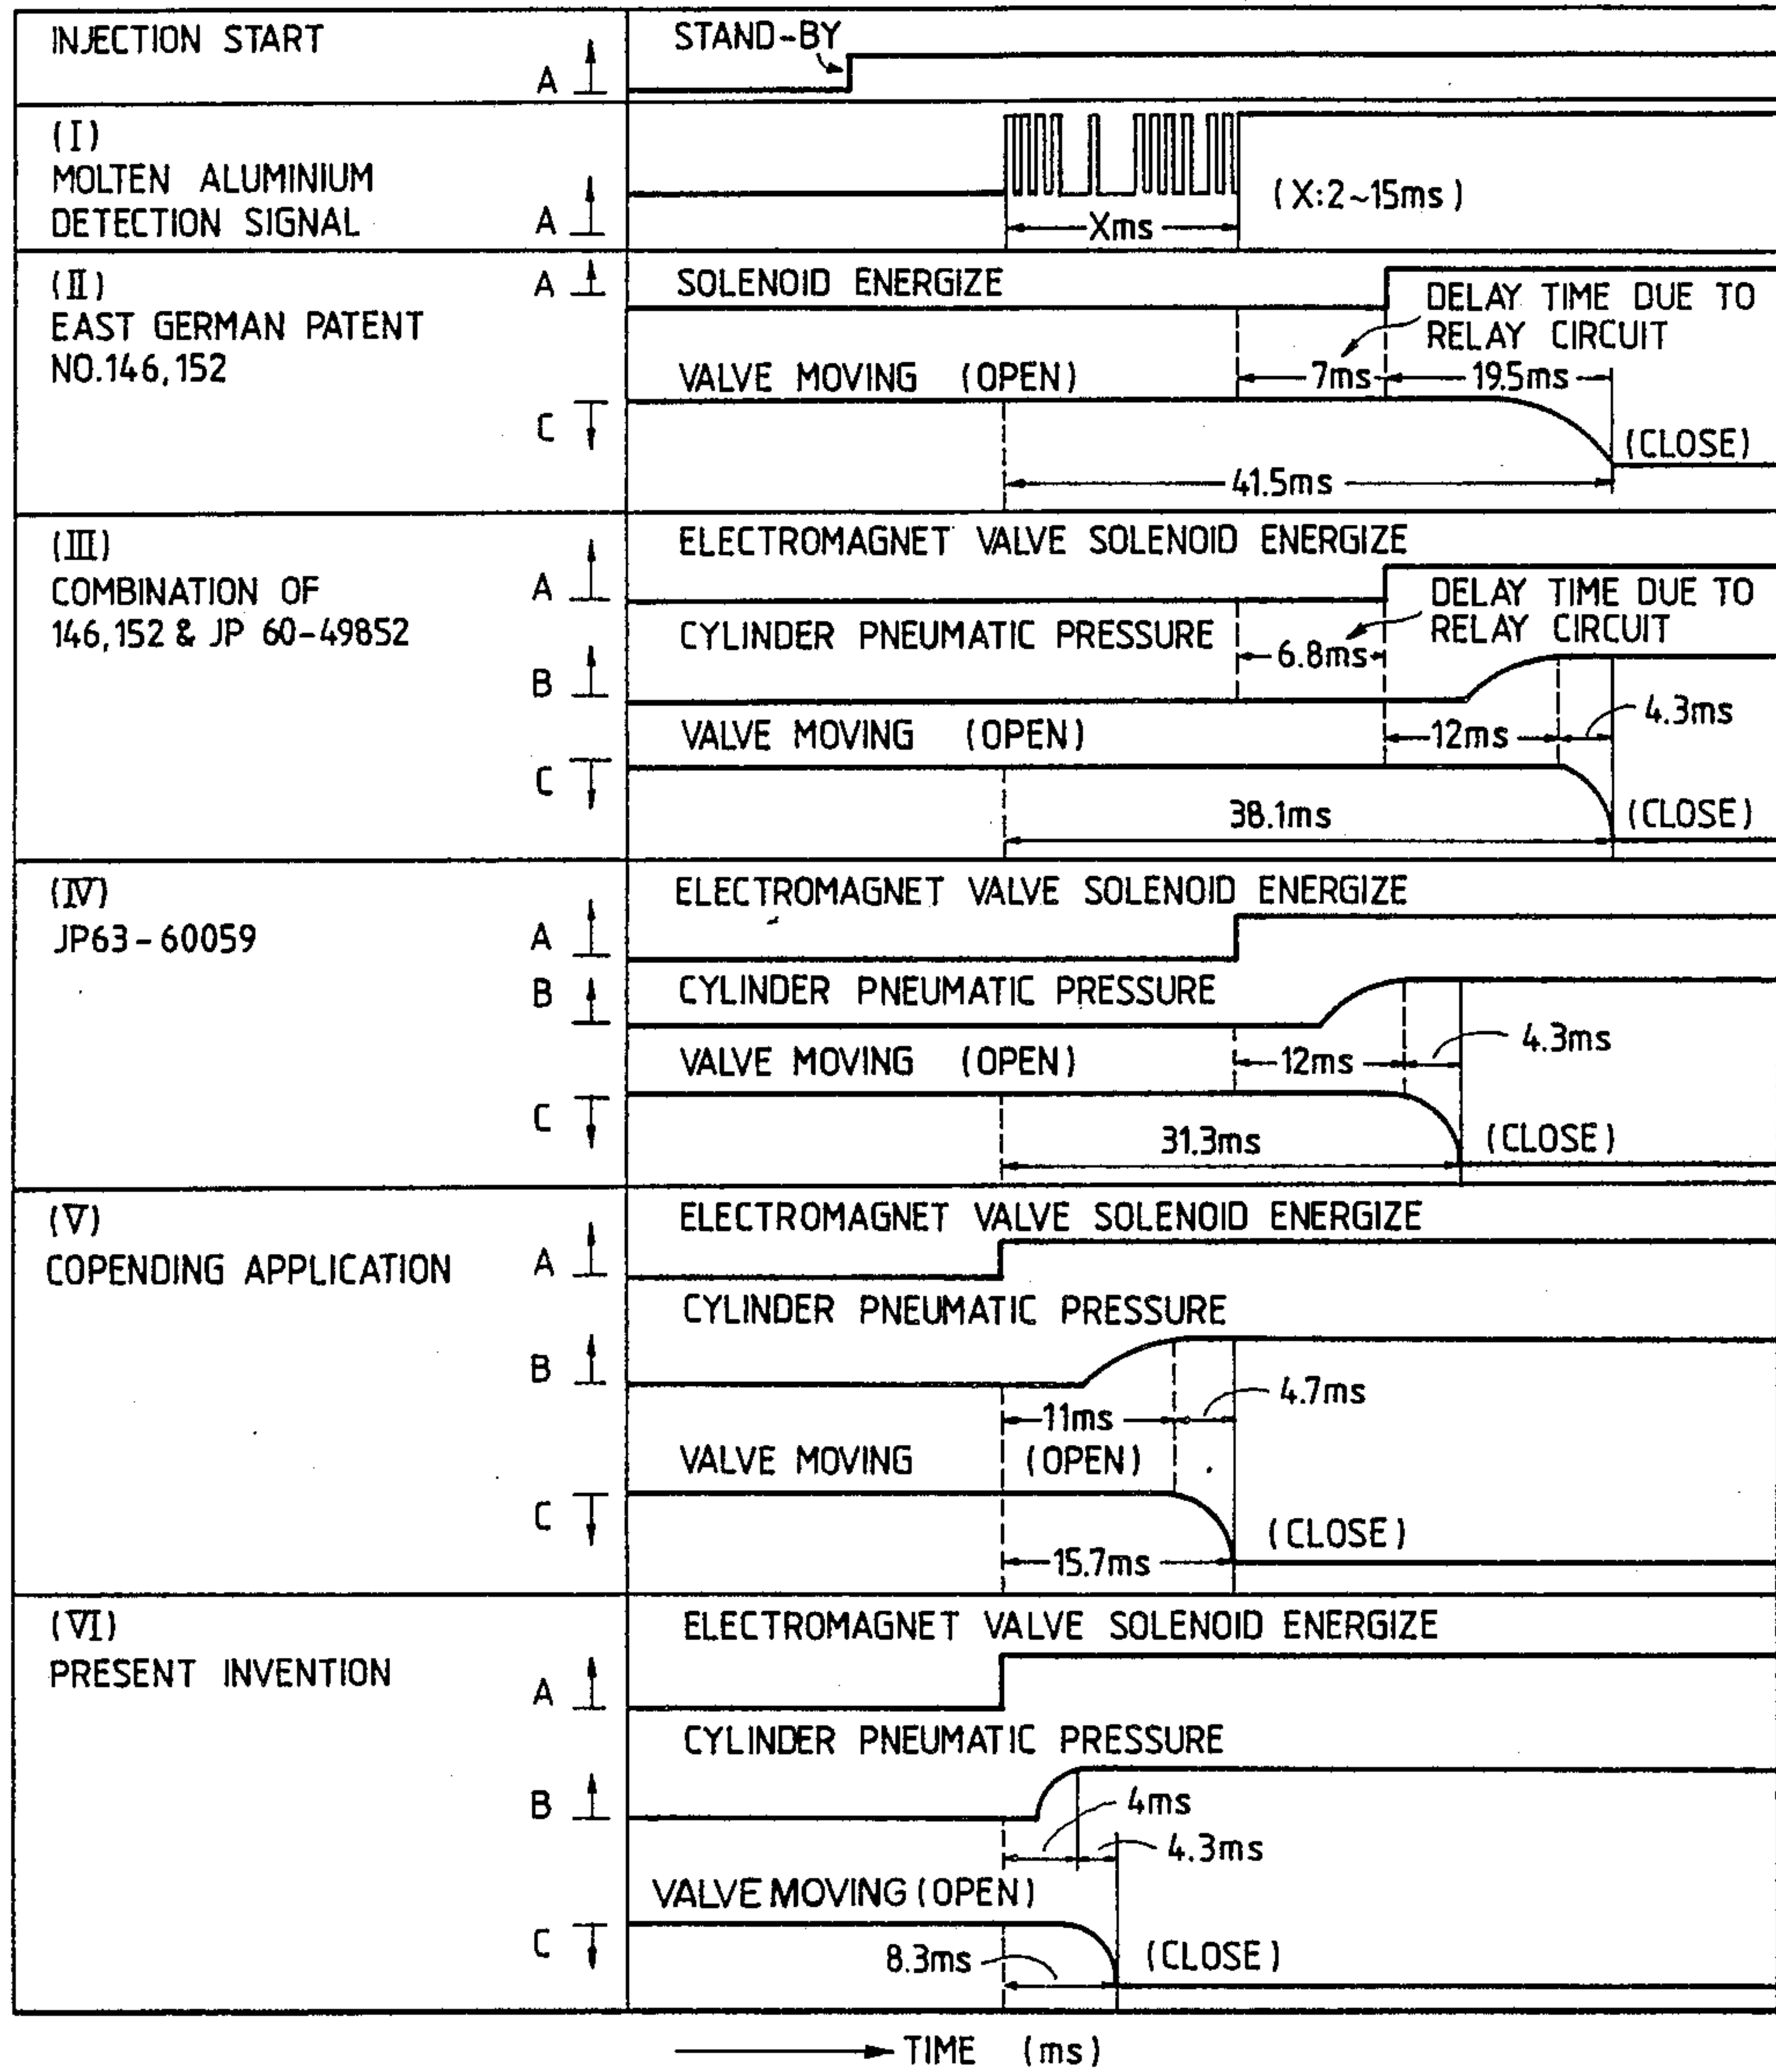 INJECTION START
A
STAND-BY
(I)
MOLTEN ALUMINIUM
DETECTION SIGNAL
A
Xms
(X:2~15ms)
(II)
EAST GERMAN PATENT
NO.146,152
A
SOLENOID ENERGIZE
DELAY TIME DUE TO
RELAY CIRCUIT
VALVE MOVING (OPEN)
7ms
19.5ms
C
(CLOSE)
41.5ms
(III)
COMBINATION OF
146,152 & JP 60-49852
A
ELECTROMAGNET VALVE SOLENOID ENERGIZE
DELAY TIME DUE TO
RELAY CIRCUIT
CYLINDER PNEUMATIC PRESSURE
6.8ms
B
4.3ms
VALVE MOVING (OPEN)
12ms
C
38.1ms
(CLOSE)
(IV)
JP63-60059
ELECTROMAGNET VALVE SOLENOID ENERGIZE
A
B
CYLINDER PNEUMATIC PRESSURE
4.3ms
VALVE MOVING (OPEN)
12ms
C
31.3ms
(CLOSE)
(V)
COPENDING APPLICATION
ELECTROMAGNET VALVE SOLENOID ENERGIZE
A
CYLINDER PNEUMATIC PRESSURE
B
4.7ms
11ms
VALVE MOVING (OPEN)
C
(CLOSE)
15.7ms
(VI)
PRESENT INVENTION
ELECTROMAGNET VALVE SOLENOID ENERGIZE
A
CYLINDER PNEUMATIC PRESSURE
B
4ms
4.3ms
VALVE MOVING (OPEN)
C
8.3ms
(CLOSE)
TIME (ms)